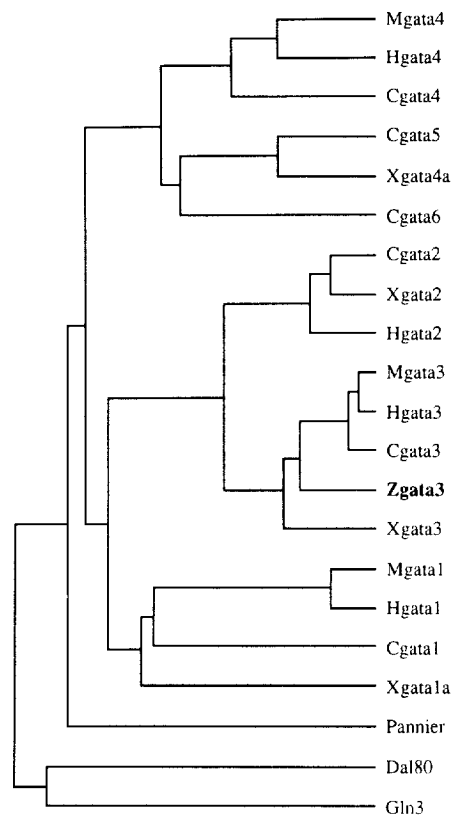 Mgata4
Hgata4
Cgata4
Cgata5
Xgata4a
Cgata6
Cgata2
Xgata2
Hgata2
Mgata3
Hgata3
Cgata3
Zgata3
Xgata3
Mgata1
Hgata1
Cgata1
Xgata1a
Pannier
Dal80
Gln3